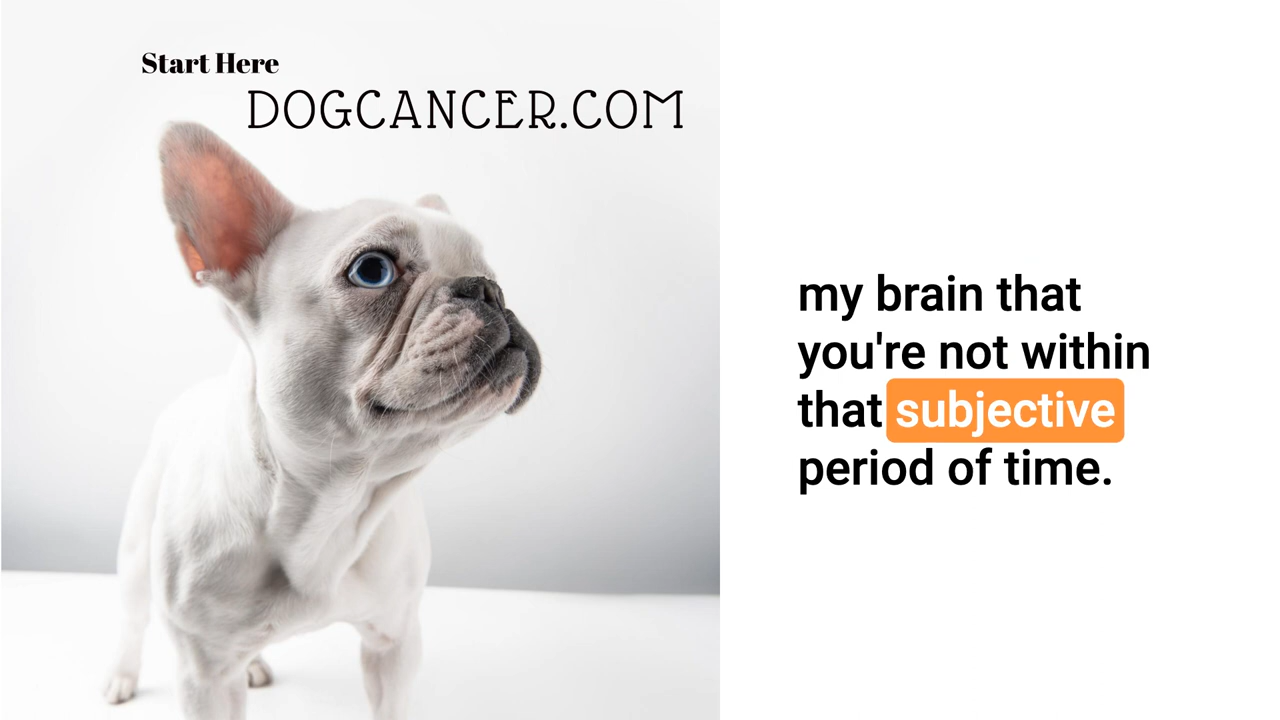 Start Here
DOGCANCER.COM
my brain that
you're not within
that subjective
period of time.